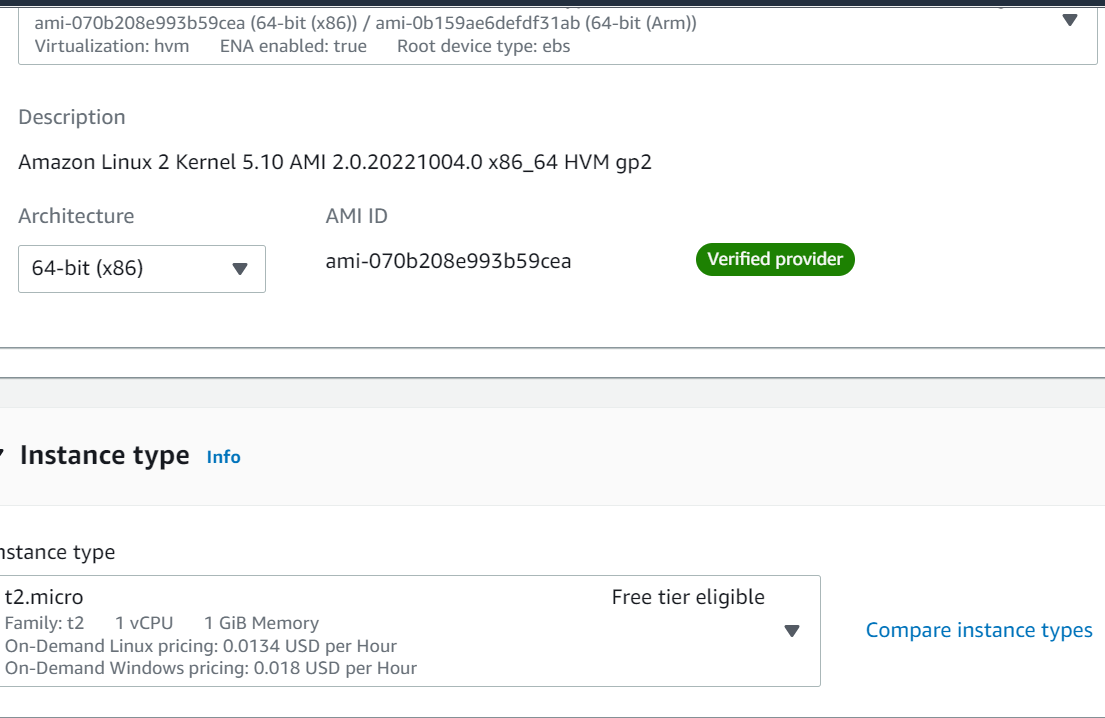 ami-070b208e993b59cea (64-bit (x86)) / ami-0b159ae6defdf31ab (64-bit (Arm))
Virtualization: hvm ENA enabled: true Root device type: ebs
Description
Amazon Linux 2 Kernel 5.10 AMI 2.0.20221004.0 x86_64 HVM gp2
Architecture AMI ID
64-bit (x86) ami-070b208e993b59cea Verified provider
Instance type Info
nstance type
t2.micro Free tier eligible
Family: t2 1 vCPU 1 GiB Memory
On-Demand Linux pricing: 0.0134 USD per Hour
On-Demand Windows pricing: 0.018 USD per Hour
Compare instance types